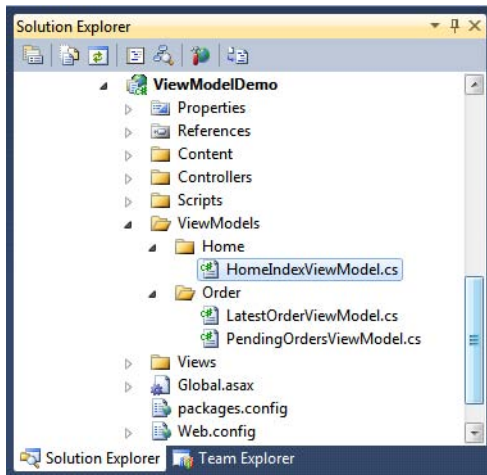 Solution Explorer
ViewModelDemo
Properties
References
Content
Controllers
Scripts
ViewModels
Home
HomeIndexViewModel.cs
Order
LatestOrderViewModel.cs
PendingOrdersViewModel.cs
Views
Global.asax
packages.config
Web.config
Solution Explorer Team Explorer